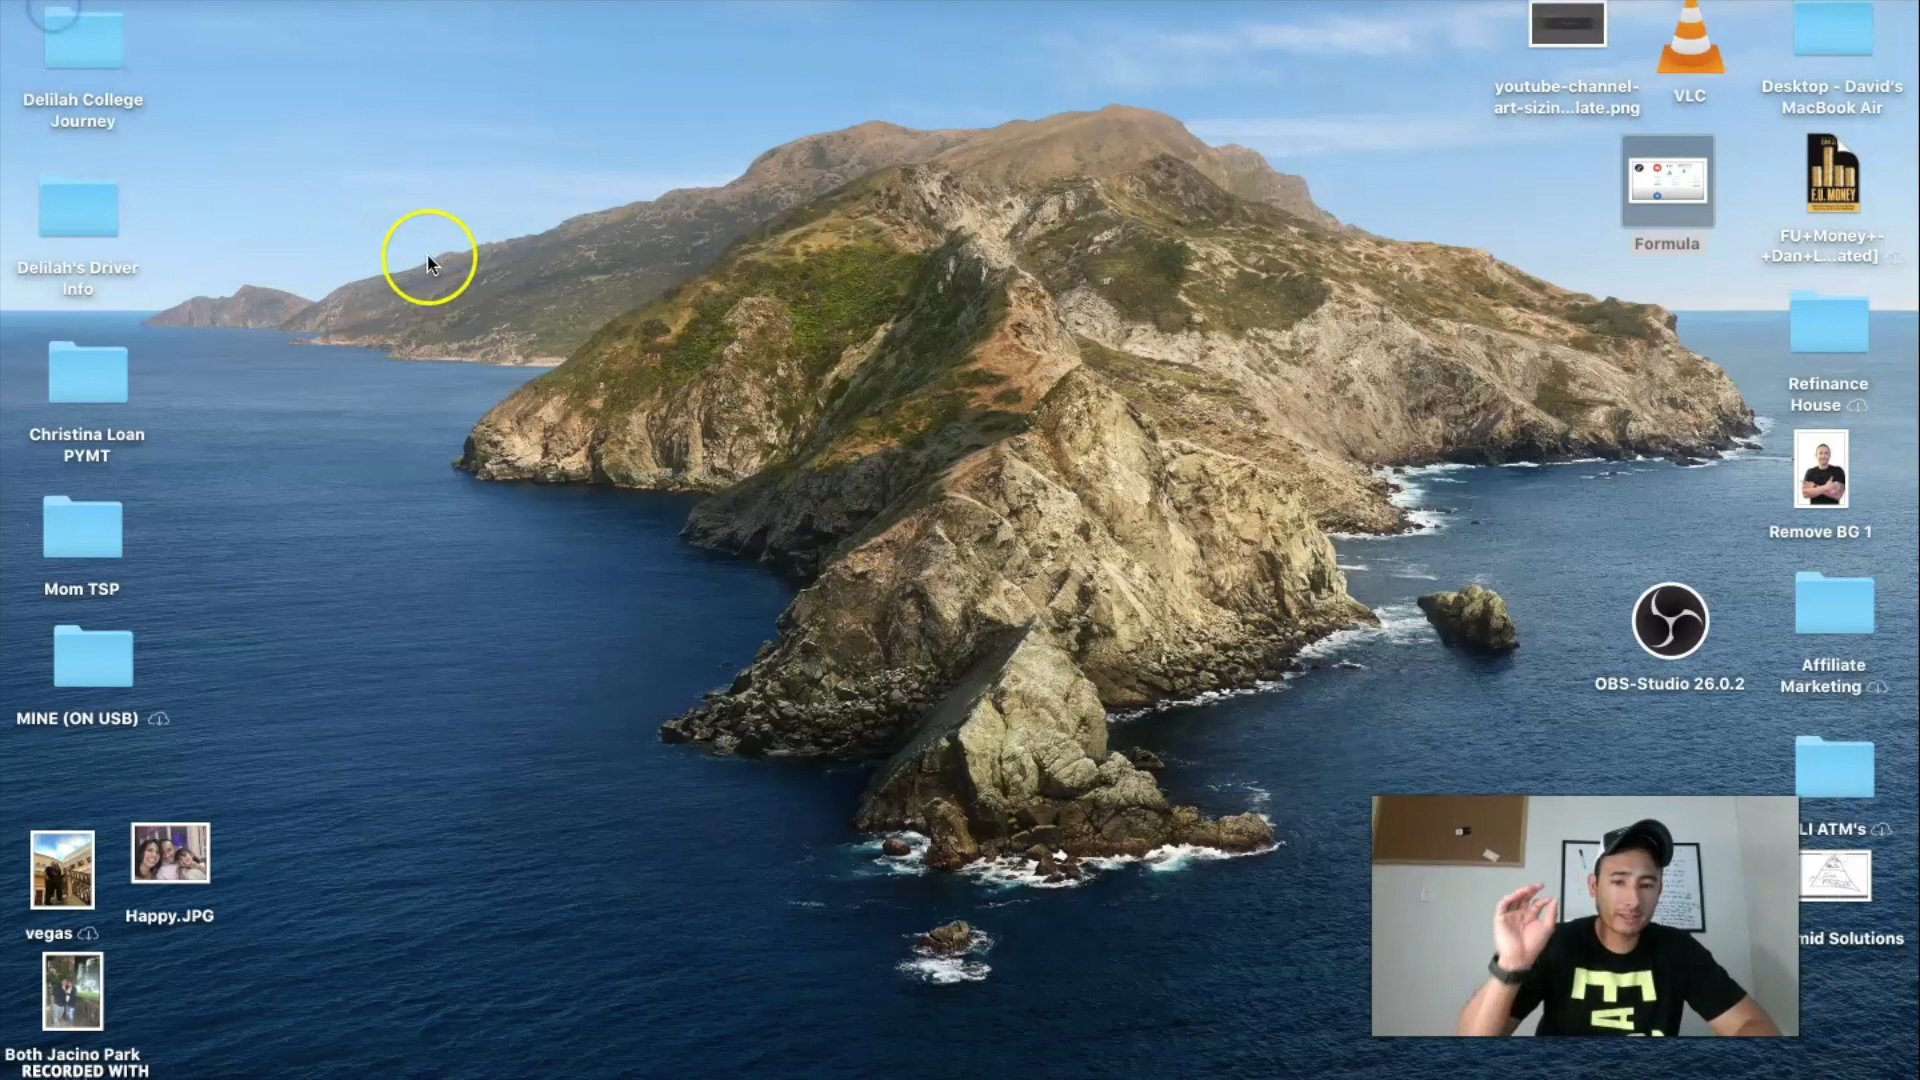 Delilah College
Journey
Delilah's Driver
Info
Christina Loan
PYMT
Mom TSP
MINE (ON USB)
vegas
Happy.JPG
Both Jacino Park
RECORDED WITH
youtube-channel-
art-sizin...late.png
VLC
Desktop - David's
MacBook Air
Formula
F.U. MONEY
FU+Money+-
+Dan+L...ated]
Refinance
House
Remove BG 1
OBS-Studio 26.0.2
Affiliate
Marketing
LI ATM's
mid Solutions